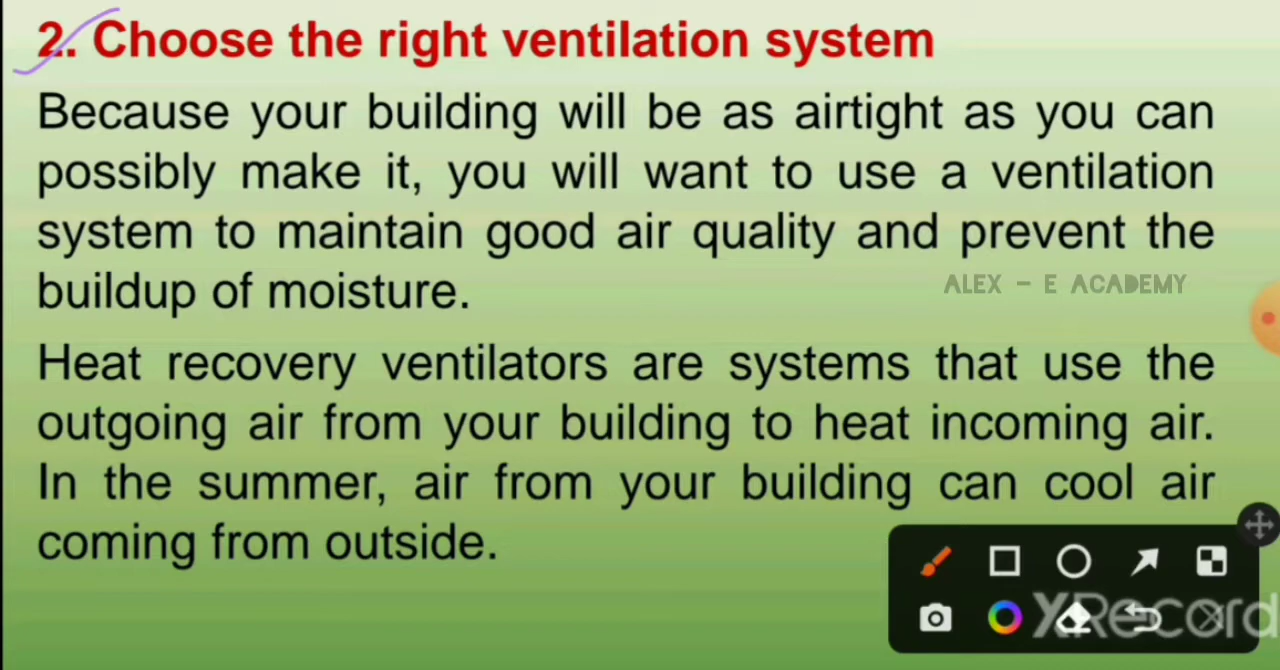 2. Choose the right ventilation system
Because your building will be as airtight as you can
possibly make it, you will want to use a ventilation
system to maintain good air quality and prevent the
buildup of moisture.
ALEX - E ACADEMY
Heat recovery ventilators are systems that use the
outgoing air from your building to heat incoming air.
In the summer, air from your building can cool air
coming from outside.
XRecord